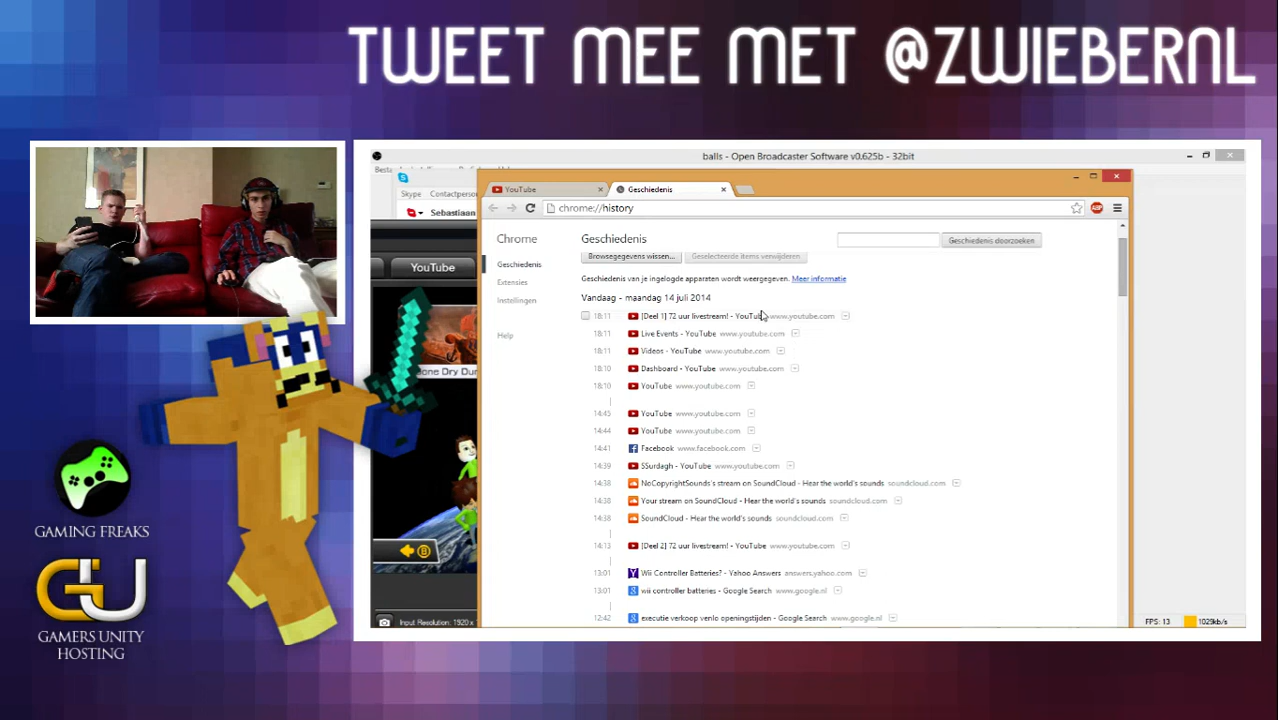 TWEET MEE MET @ZWIEBERNL
balls - Open Broadcaster Software v0.625b - 32bit
Skype Contactperso
Sebastiaan
YouTube
YouTube
Geschiedenis
chrome://history
Chrome
Geschiedenis
Extensies
Instellingen
Help
Geschiedenis
Geschiedenis doorzoeken
Browsegegevens wissen...
Geselecteerde items verwijderen
Geschiedenis van je ingelogde apparaten wordt weergegeven. Meer informatie
Vandaag - maandag 14 juli 2014
18:11 [Deel 1] 72 uur livestream! - YouTube www.youtube.com
18:11 Live Events - YouTube www.youtube.com
18:11 Videos - YouTube www.youtube.com
18:10 Dashboard - YouTube www.youtube.com
18:10 YouTube www.youtube.com
14:45 YouTube www.youtube.com
14:44 YouTube www.youtube.com
14:41 Facebook www.facebook.com
14:39 SSurdagh - YouTube www.youtube.com
14:38 NoCopyrightSounds's stream on SoundCloud - Hear the world's sounds soundcloud.com
14:38 Your stream on SoundCloud - Hear the world's sounds soundcloud.com
14:38 SoundCloud - Hear the world's sounds soundcloud.com
14:13 [Deel 2] 72 uur livestream! - YouTube www.youtube.com
13:01 Wii Controller Batteries? - Yahoo Answers answers.yahoo.com
13:01 wii controller batteries - Google Search www.google.nl
12:42 executie verkoop venlo openingstijden - Google Search www.google.nl
one Dry Dun
B
Input Resolution: 1920 x
FPS: 13
1029kb/s
GAMING FREAKS
GU
GAMERS UNITY
HOSTING
ABP